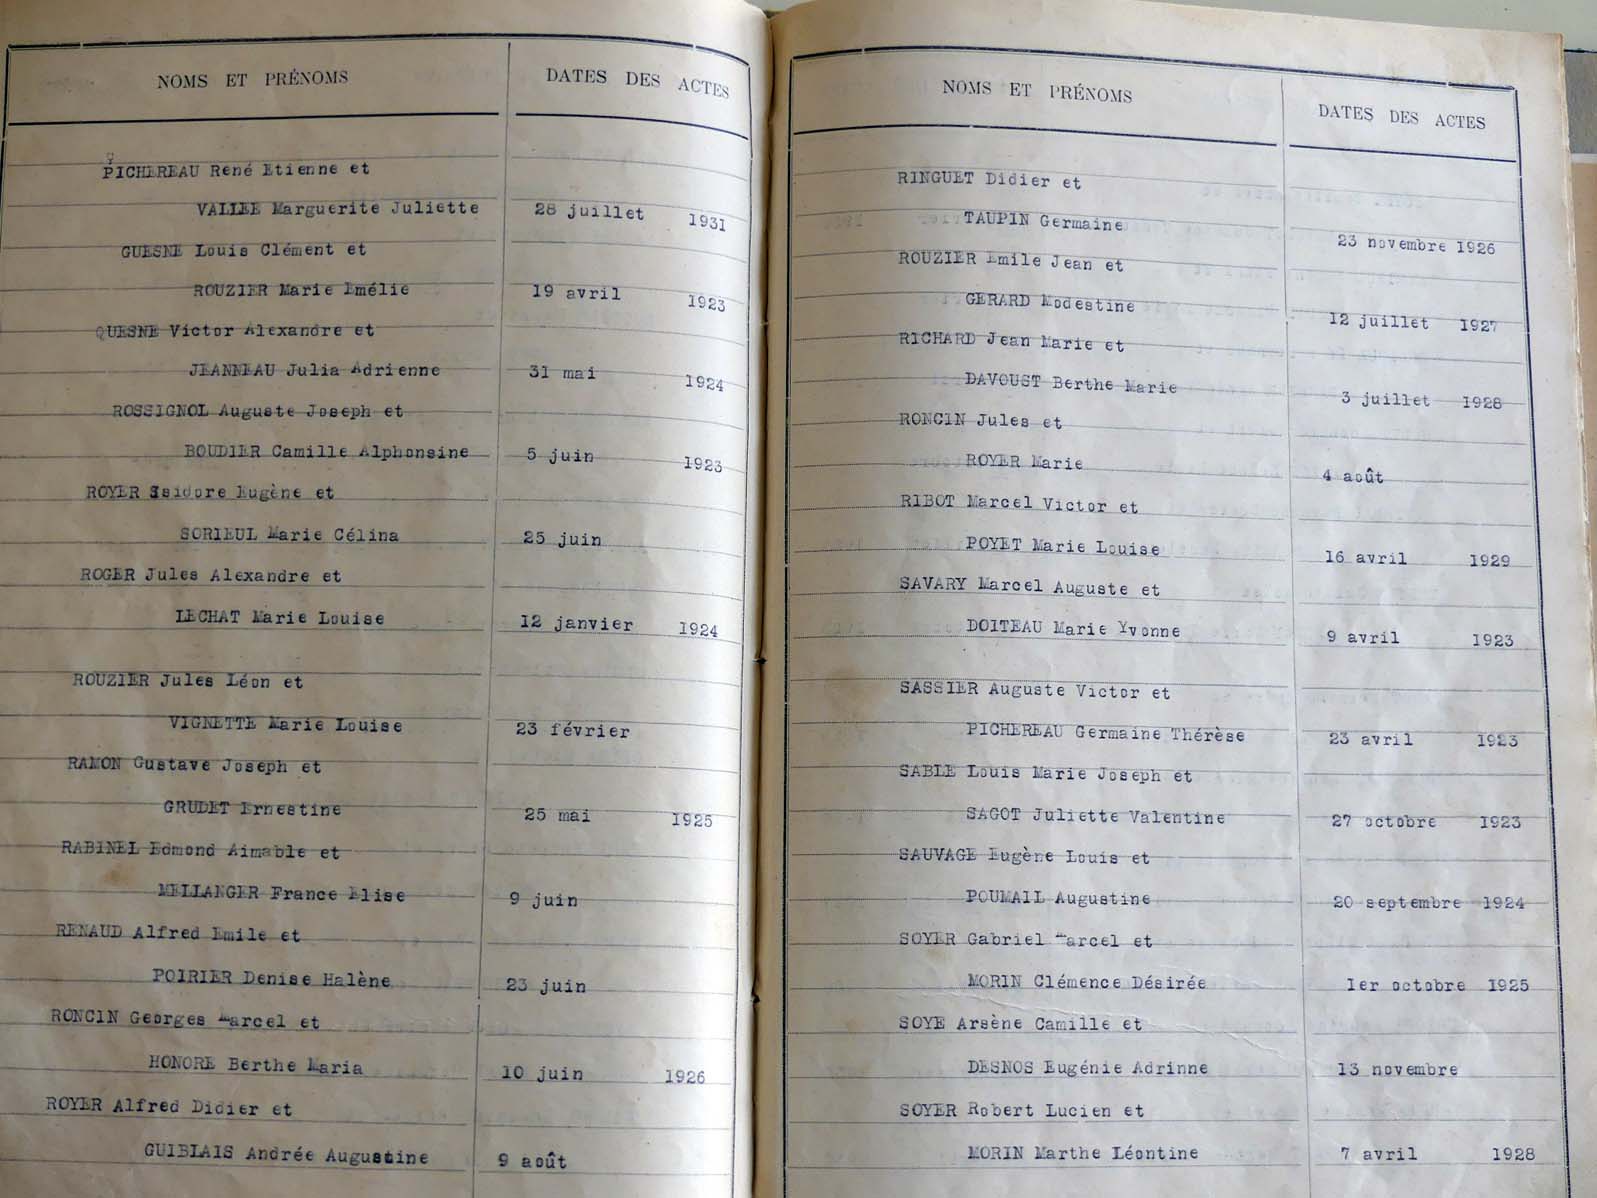 NOMS ET PRÉNOMS DATES DES ACTES
PICHEREAU René Etienne et
VALLEE Marguerite Juliette 28 juillet 1931
GUESNE Louis Clément et
ROUZIER Marie Emélie 19 avril 1923
QUESNE Victor Alexandre et
JEANNEAU Julia Adrienne 31 mai 1924
ROSSIGNOL Auguste Joseph et
BOUDIER Camille Alphonsine 5 juin 1923
ROYER Isidore Eugène et
SORIEUL Marie Célina 25 juin
ROGER Jules Alexandre et
LECHAT Marie Louise 12 janvier 1924
ROUZIER Jules Léon et
VIGNETTE Marie Louise 23 février
RAMON Gustave Joseph et
GRUDET Ernestine 25 mai 1925
RABINEL Edmond Aimable et
MELLANGER France Elise 9 juin
RENAUD Alfred Emile et
POIRIER Denise Halène 23 juin
RONCIN Georges Marcel et
HONORE Berthe Maria 10 juin 1926
ROYER Alfred Didier et
GUIBLAIS Andrée Augustine 9 août
NOMS ET PRÉNOMS DATES DES ACTES
RINGUET Didier et
TAUPIN Germaine 23 novembre 1926
ROUZIER Emile Jean et
GERARD Modestine 12 juillet 1927
RICHARD Jean Marie et
DAVOUST Berthe Marie 3 juillet 1928
RONCIN Jules et
ROYER Marie 4 août
RIBOT Marcel Victor et
POYET Marie Louise 16 avril 1929
SAVARY Marcel Auguste et
DOITEAU Marie Yvonne 9 avril 1923
SASSIER Auguste Victor et
PICHEREAU Germaine Thérèse 23 avril 1923
SABLE Louis Marie Joseph et
SAGOT Juliette Valentine 27 octobre 1923
SAUVAGE Eugène Louis et
POUMAIL Augustine 20 septembre 1924
SOYER Gabriel Marcel et
MORIN Clémence Désirée 1er octobre 1925
SOYE Arsène Camille et
DESNOS Eugénie Adrinne 13 novembre
SOYER Robert Lucien et
MORIN Marthe Léontine 7 avril 1928